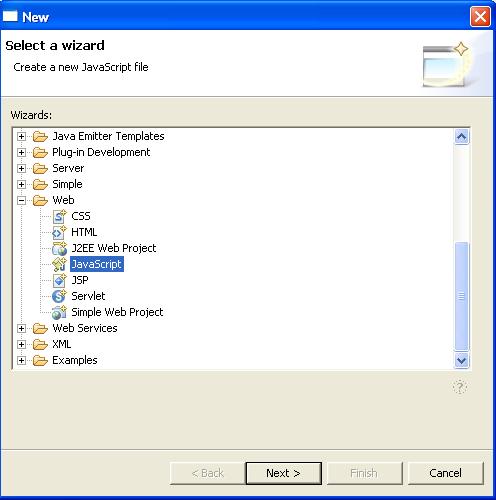 New
Select a wizard
Create a new JavaScript file
Wizards:
Java Emitter Templates
Plug-in Development
Server
Simple
Web
CSS
HTML
J2EE Web Project
JavaScript
JSP
Servlet
Simple Web Project
Web Services
XML
Examples
?
< Back Next > Finish Cancel